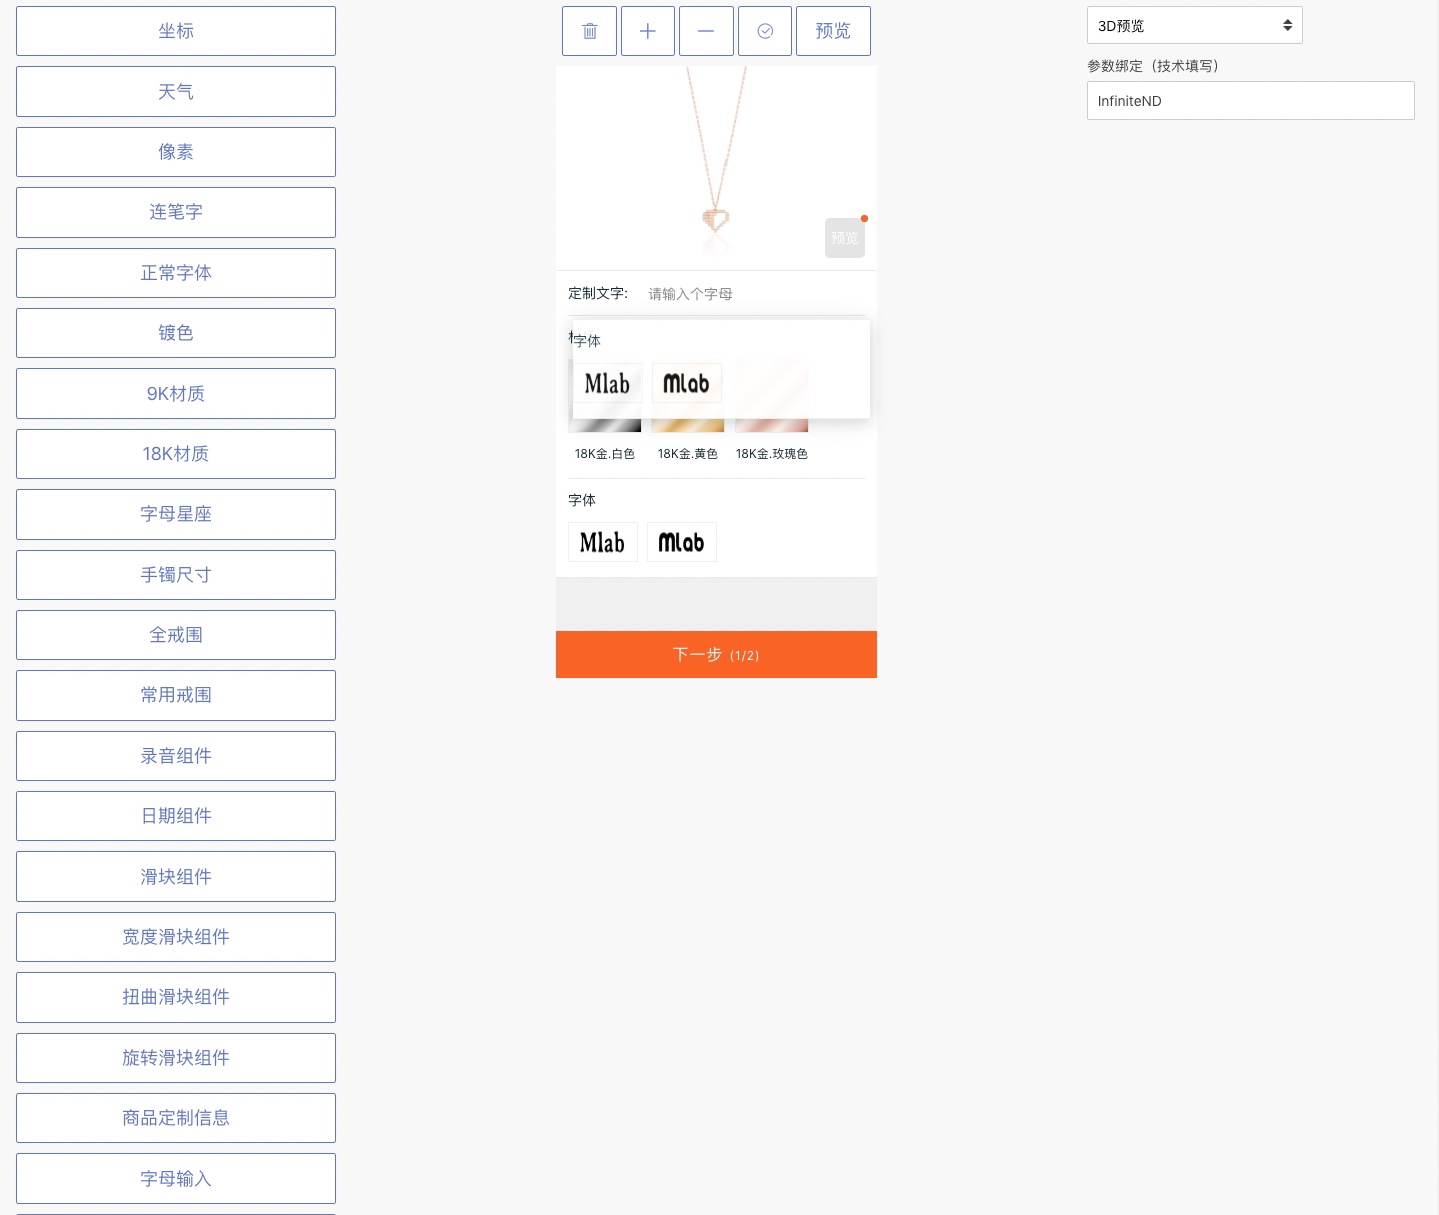 坐标
天气
像素
连笔字
正常字体
镀色
9K材质
18K材质
字母星座
手镯尺寸
全戒围
常用戒围
录音组件
日期组件
滑块组件
宽度滑块组件
扭曲滑块组件
旋转滑块组件
商品定制信息
字母输入
预览
预览
定制文字: 请输入个字母
字体
Mlab Mlab
18K金.白色 18K金.黄色 18K金.玫瑰色
字体
Mlab Mlab
下一步 (1/2)
3D预览
参数绑定（技术填写）
InfiniteND